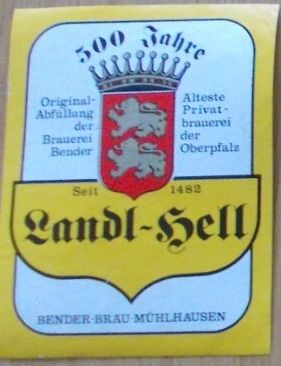 500 Jahre
Original-
Abfüllung
der
Brauerei
Bender
Älteste
Privat-
brauerei
der
Oberpfalz
Seit 1482
Landl-Hell
BENDER-BRÄU-MÜHLHAUSEN